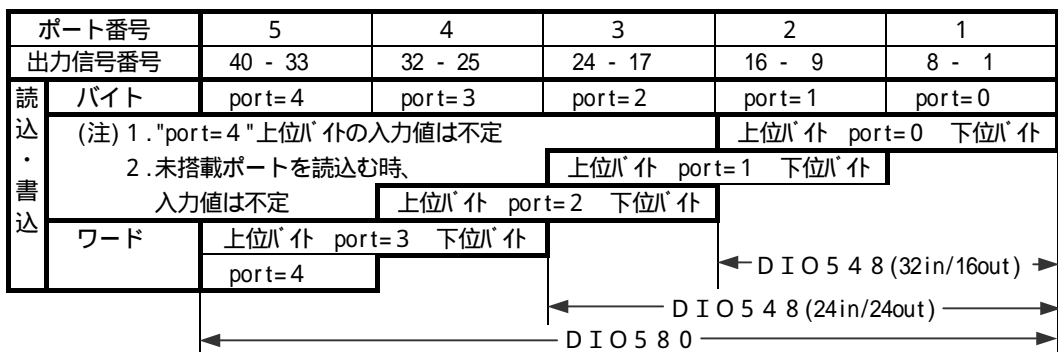 ポート番号 5 4 3 2 1
出力信号番号 40 - 33 32 - 25 24 - 17 16 - 9 8 - 1
読込・書込 バイト port=4 port=3 port=2 port=1 port=0
(注) 1."port=4"上位バイトの入力値は不定 上位バイト port=0 下位バイト
2.未搭載ポートを読込む時、 上位バイト port=1 下位バイト
入力値は不定 上位バイト port=2 下位バイト
ワード 上位バイト port=3 下位バイト
port=4 DIO548(32in/16out)
DIO548(24in/24out)
DIO580